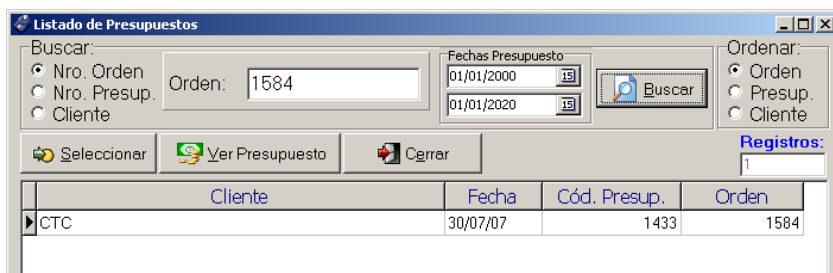 Listado de Presupuestos
Buscar:
Nro. Orden
Nro. Presup.
Cliente
Orden: 1584
Fechas Presupuesto
01/01/2000 15
01/01/2020 15
Buscar
Ordenar:
Orden
Presup.
Cliente
Seleccionar Ver Presupuesto Cerrar
Registros:
1
Cliente Fecha Cód. Presup. Orden
CTC 30/07/07 1433 1584